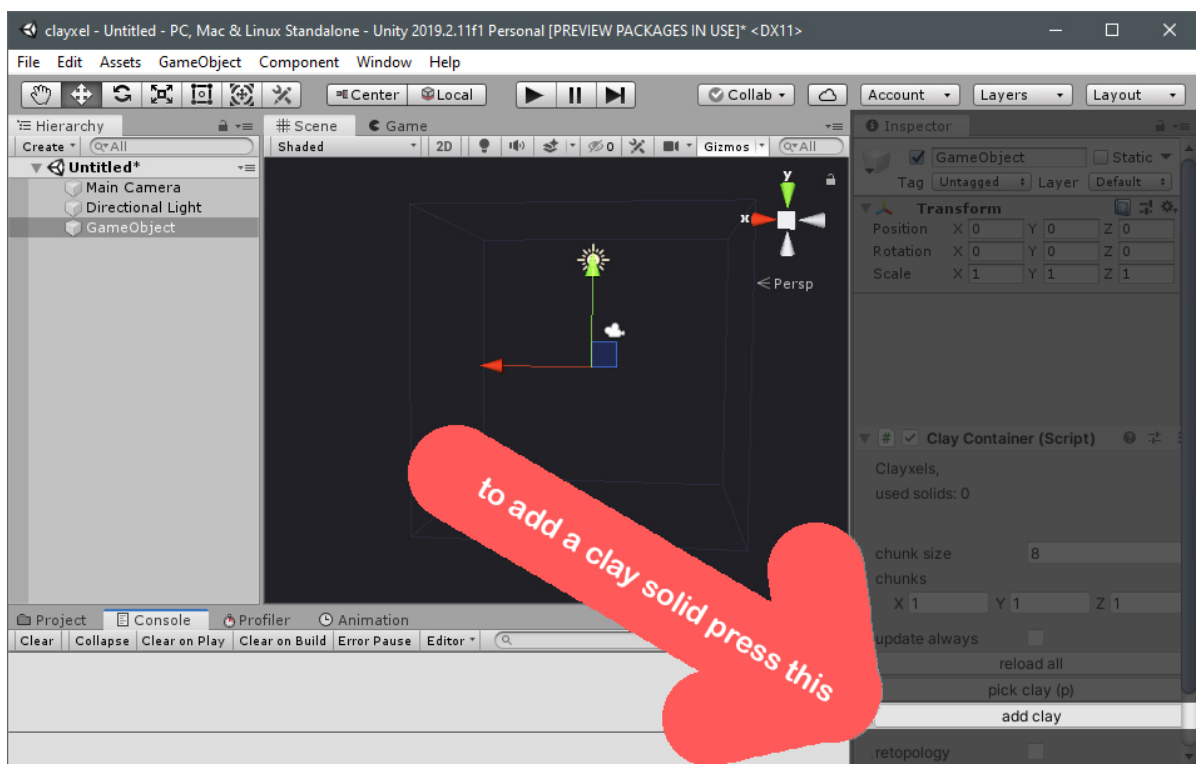 clayxel - Untitled - PC, Mac & Linux Standalone - Unity 2019.2.11f1 Personal [PREVIEW PACKAGES IN USE]* <DX11>
File Edit Assets GameObject Component Window Help
Center Local Collab Account Layers Layout
Hierarchy
Create All
Untitled*
Main Camera
Directional Light
GameObject
# Scene Game
Shaded 2D 0 Gizmos All
y
x
Persp
Inspector
GameObject Static
Tag Untagged Layer Default
Transform
Position X 0 Y 0 Z 0
Rotation X 0 Y 0 Z 0
Scale X 1 Y 1 Z 1
# Clay Container (Script)
Clayxels,
used solids: 0
chunk size 8
chunks
X 1 Y 1 Z 1
update always
reload all
pick clay (p)
add clay
retopology
to add a clay solid press this
Project Console Profiler Animation
Clear Collapse Clear on Play Clear on Build Error Pause Editor